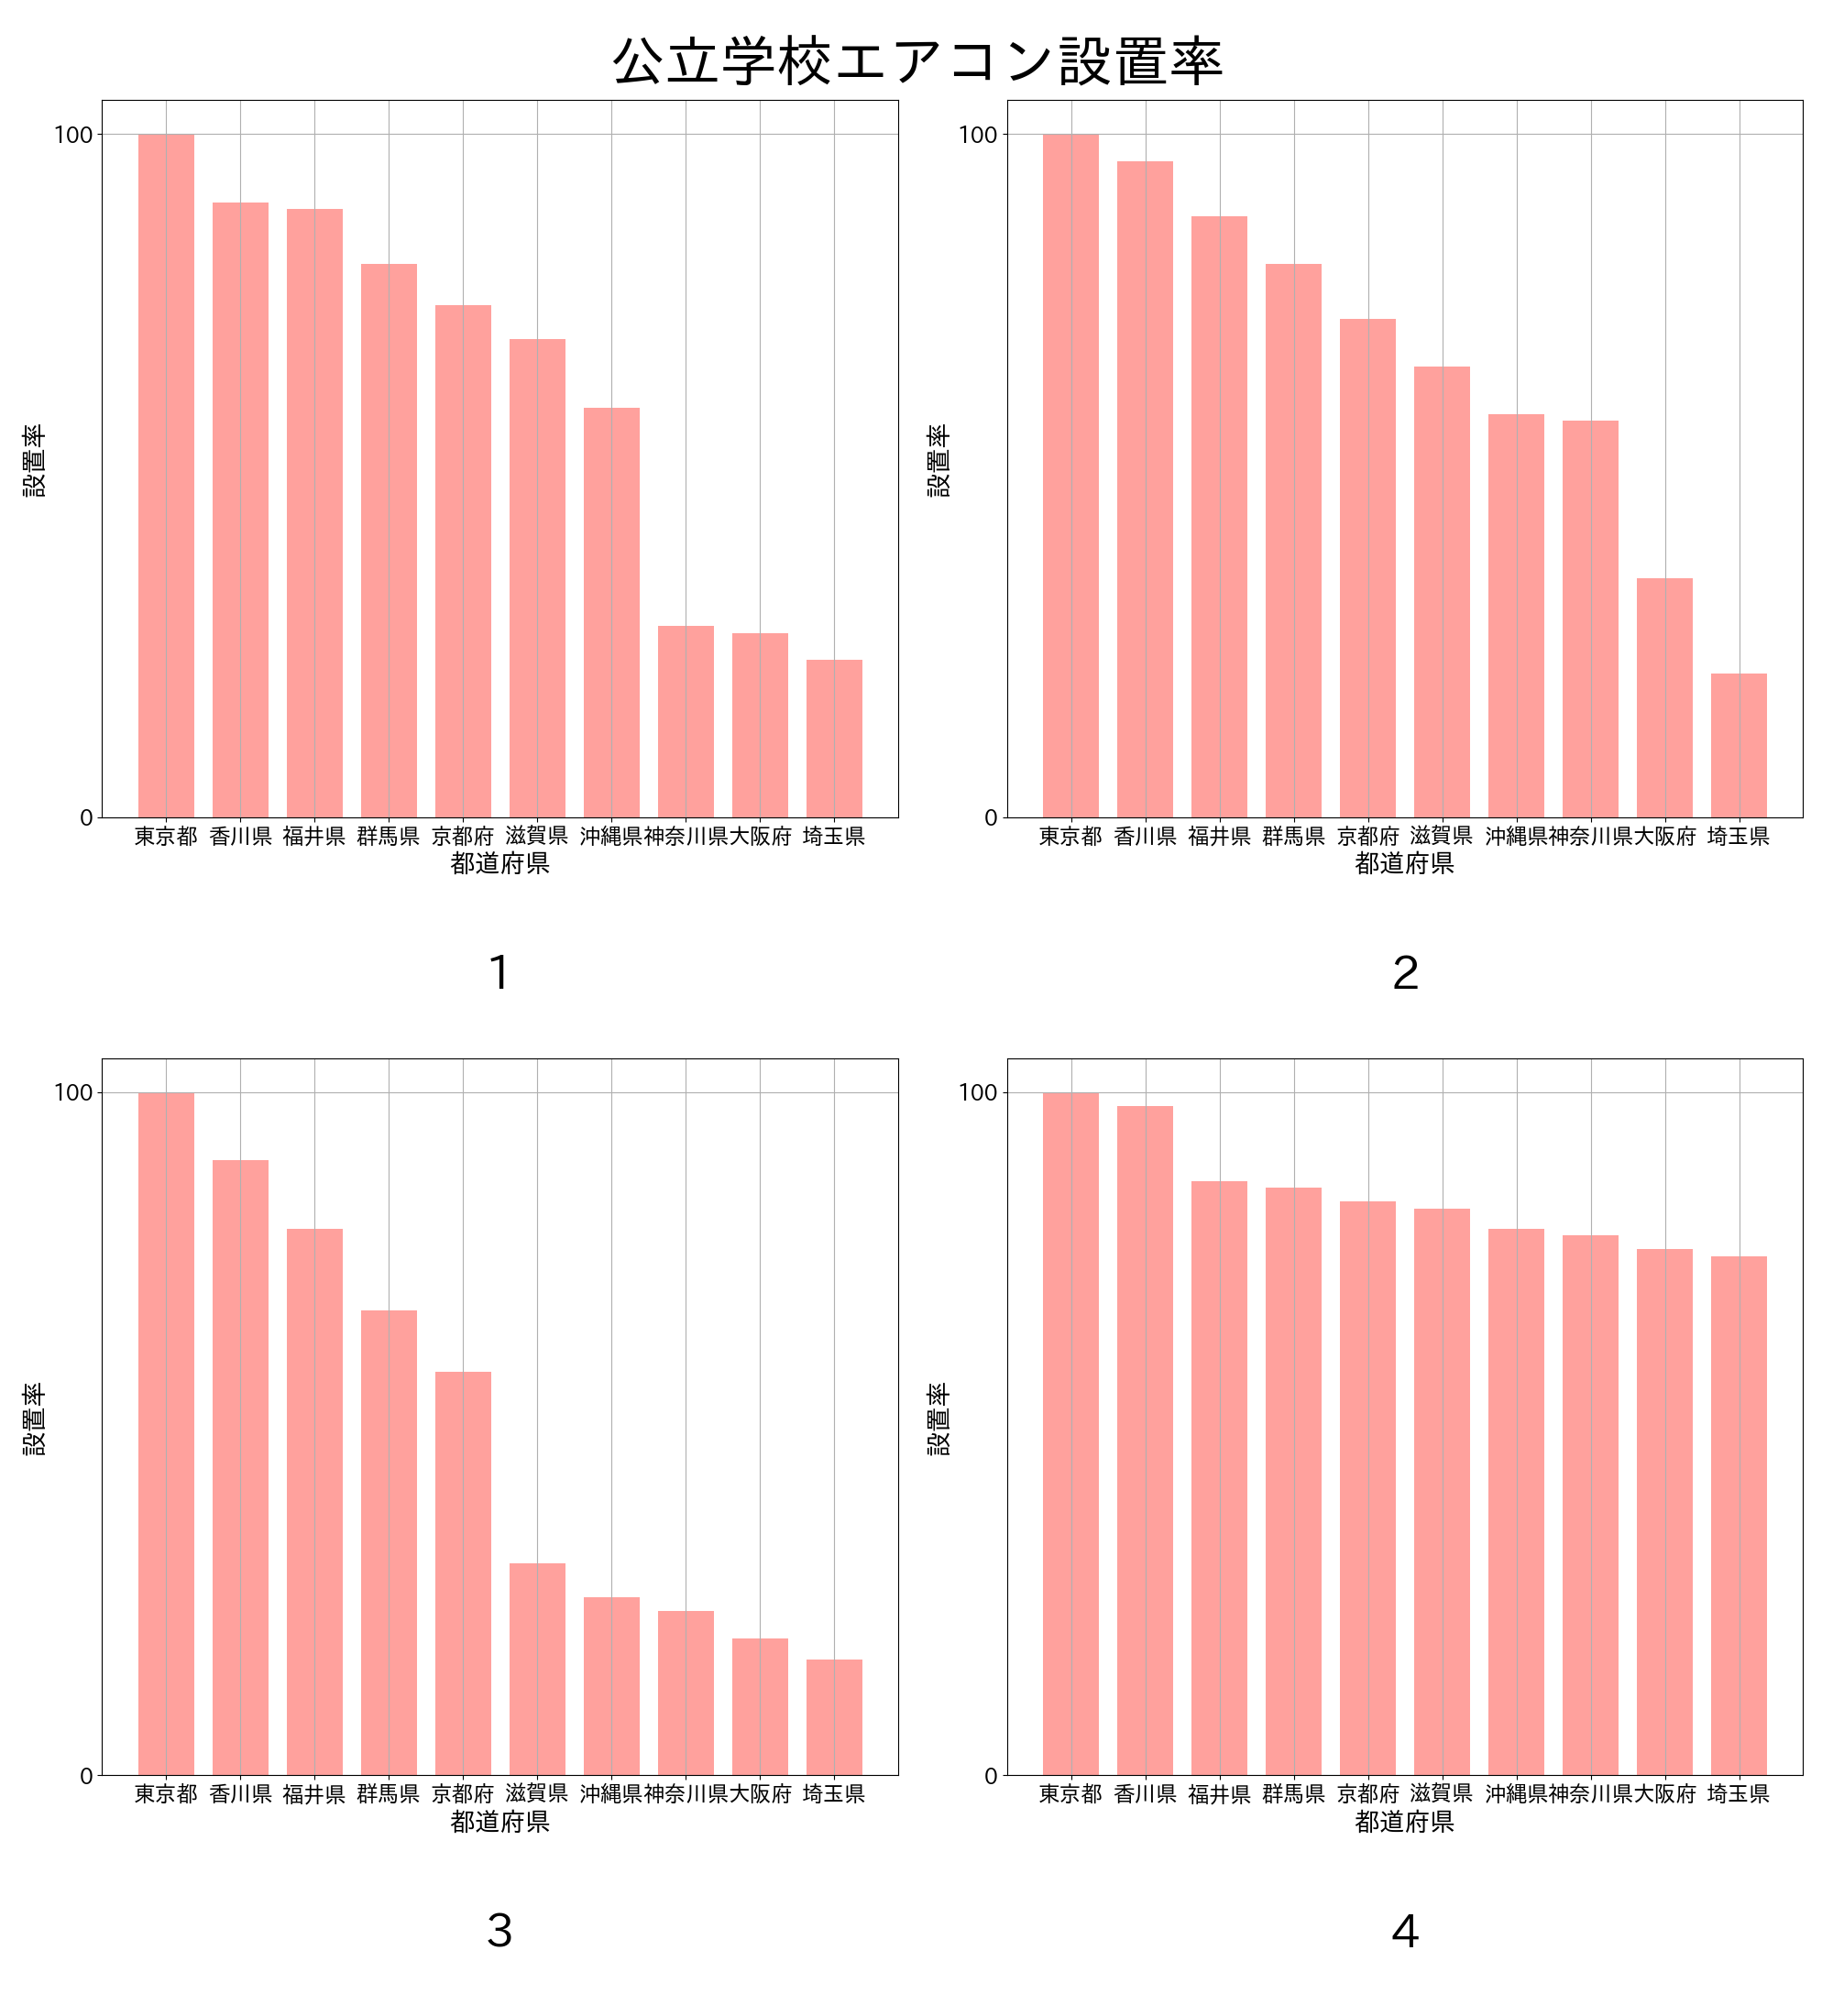 公立学校エアコン設置率
100
0
設置率
東京都 香川県 福井県 群馬県 京都府 滋賀県 沖縄県 神奈川県 大阪府 埼玉県
都道府県
1
100
0
設置率
東京都 香川県 福井県 群馬県 京都府 滋賀県 沖縄県 神奈川県 大阪府 埼玉県
都道府県
2
100
0
設置率
東京都 香川県 福井県 群馬県 京都府 滋賀県 沖縄県 神奈川県 大阪府 埼玉県
都道府県
3
100
0
設置率
東京都 香川県 福井県 群馬県 京都府 滋賀県 沖縄県 神奈川県 大阪府 埼玉県
都道府県
4